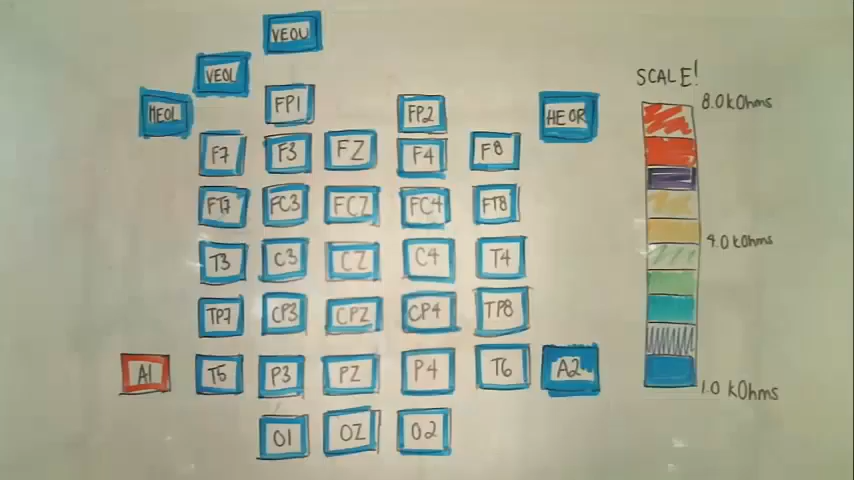 VEOU
VEOL
HEOL
FP1
FP2
HEOR
SCALE!
8.0 kOhms
F7
F3
FZ
F4
F8
FT7
FC3
FCZ
FC4
FT8
4.0 kOhms
T3
C3
CZ
C4
T4
TP7
CP3
CPZ
CP4
TP8
A1
T5
P3
PZ
P4
T6
A2
1.0 kOhms
O1
OZ
O2